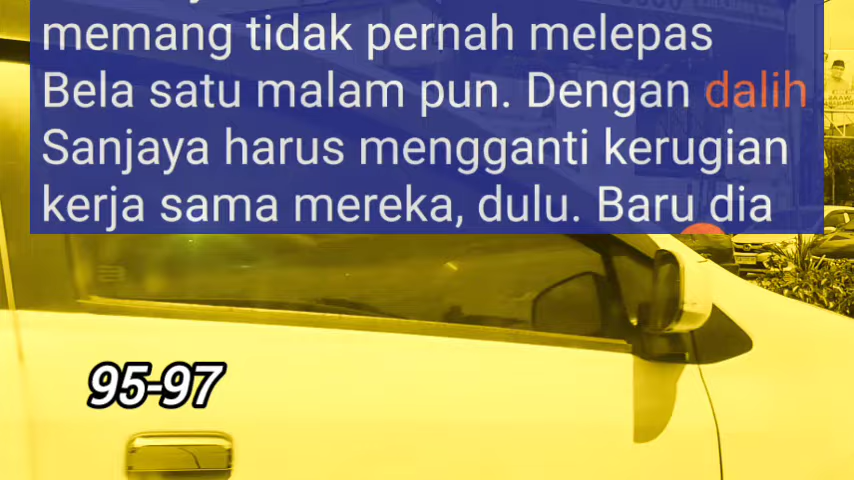 memang tidak pernah melepas
Bela satu malam pun. Dengan dalih
Sanjaya harus mengganti kerugian
kerja sama mereka, dulu. Baru dia
95-97